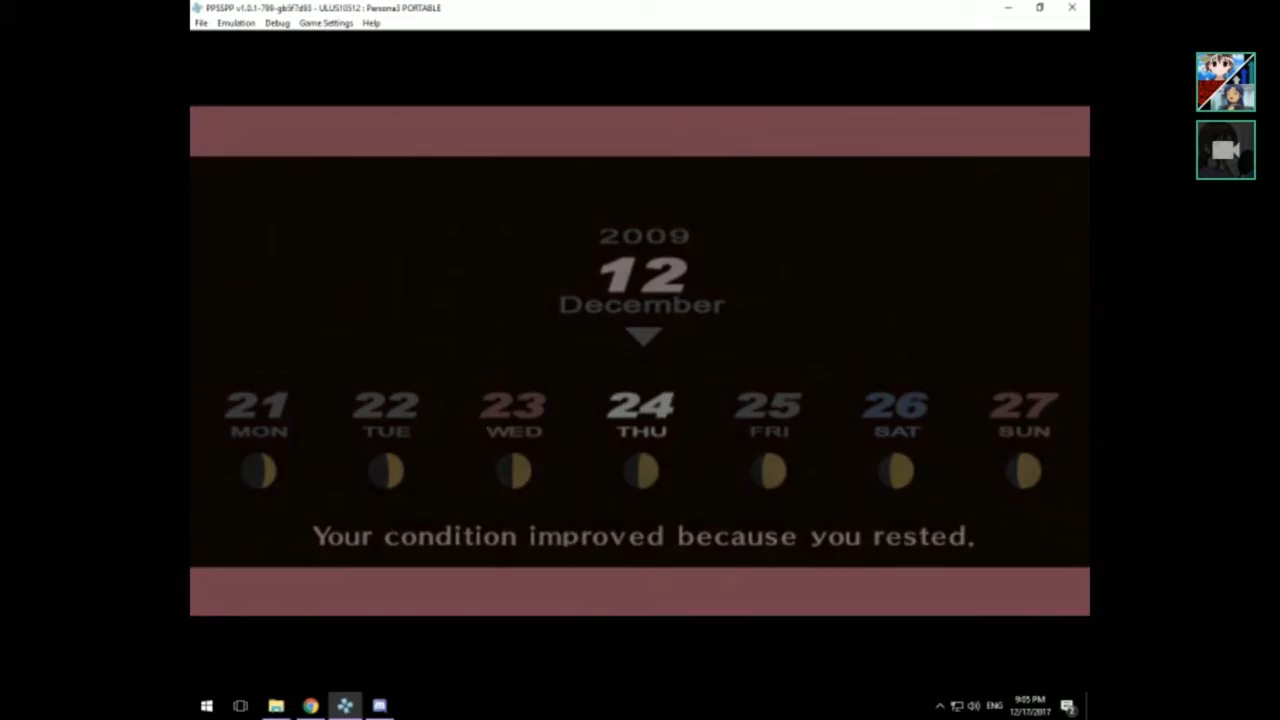 PPSSPP v1.0.1-799-gb5f7d93 - ULUS10512 : Persona3 PORTABLE
File Emulation Debug Game Settings Help
2009
12
December
21 22 23 24 25 26 27
MON TUE WED THU FRI SAT SUN
Your condition improved because you rested.
ENG
9:05 PM
12/17/2017
2